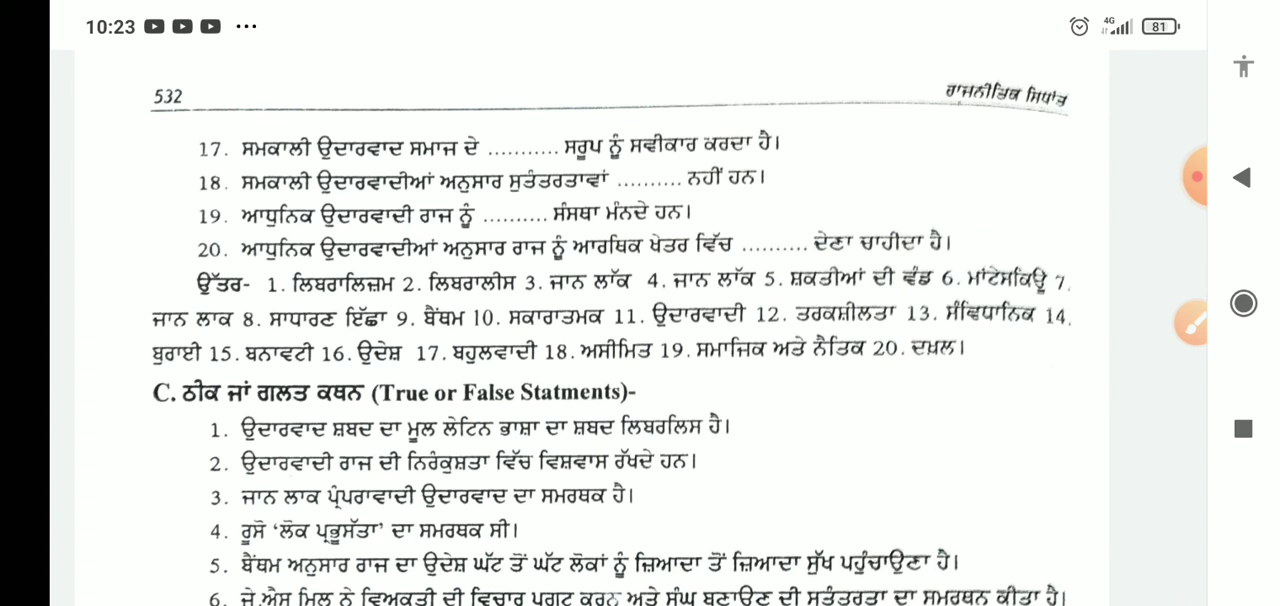 10:23
4G
81
532
ਰਾਜਨੀਤਿਕ ਸਿਧਾਂਤ
17. ਸਮਕਾਲੀ ਉਦਾਰਵਾਦ ਸਮਾਜ ਦੇ ........... ਸਰੂਪ ਨੂੰ ਸਵੀਕਾਰ ਕਰਦਾ ਹੈ।
18. ਸਮਕਾਲੀ ਉਦਾਰਵਾਦੀਆਂ ਅਨੁਸਾਰ ਸੁਤੰਤਰਤਾਵਾਂ .......... ਨਹੀਂ ਹਨ।
19. ਆਧੁਨਿਕ ਉਦਾਰਵਾਦੀ ਰਾਜ ਨੂੰ .......... ਸੰਸਥਾ ਮੰਨਦੇ ਹਨ।
20. ਆਧੁਨਿਕ ਉਦਾਰਵਾਦੀਆਂ ਅਨੁਸਾਰ ਰਾਜ ਨੂੰ ਆਰਥਿਕ ਖੇਤਰ ਵਿੱਚ .......... ਦੇਣਾ ਚਾਹੀਦਾ ਹੈ।
ਉੱਤਰ- 1. ਲਿਬਰਾਲਿਜ਼ਮ 2. ਲਿਬਰਾਲੀਸ 3. ਜਾਨ ਲਾੱਕ 4. ਜਾਨ ਲਾੱਕ 5. ਸ਼ਕਤੀਆਂ ਦੀ ਵੰਡ 6. ਮਾਂਟੇਸਕਿਊ 7.
ਜਾਨ ਲਾਕ 8. ਸਾਧਾਰਣ ਇੱਛਾ 9. ਬੈਂਥਮ 10. ਸਕਾਰਾਤਮਕ 11. ਉਦਾਰਵਾਦੀ 12. ਤਰਕਸ਼ੀਲਤਾ 13. ਸੰਵਿਧਾਨਿਕ 14.
ਬੁਰਾਈ 15. ਬਨਾਵਟੀ 16. ਉਦੇਸ਼ 17. ਬਹੁਲਵਾਦੀ 18. ਅਸੀਮਿਤ 19. ਸਮਾਜਿਕ ਅਤੇ ਨੈਤਿਕ 20. ਦਖ਼ਲ।
C. ਠੀਕ ਜਾਂ ਗਲਤ ਕਥਨ (True or False Statments)-
1. ਉਦਾਰਵਾਦ ਸ਼ਬਦ ਦਾ ਮੂਲ ਲੇਟਿਨ ਭਾਸ਼ਾ ਦਾ ਸ਼ਬਦ ਲਿਬਰਲਿਸ ਹੈ।
2. ਉਦਾਰਵਾਦੀ ਰਾਜ ਦੀ ਨਿਰੰਕੁਸ਼ਤਾ ਵਿੱਚ ਵਿਸ਼ਵਾਸ ਰੱਖਦੇ ਹਨ।
3. ਜਾਨ ਲਾਕ ਪ੍ਰੰਪਰਾਵਾਦੀ ਉਦਾਰਵਾਦ ਦਾ ਸਮਰਥਕ ਹੈ।
4. ਰੂਸੋ ‘ਲੋਕ ਪ੍ਰਭੂਸੱਤਾ’ ਦਾ ਸਮਰਥਕ ਸੀ।
5. ਬੈਂਥਮ ਅਨੁਸਾਰ ਰਾਜ ਦਾ ਉਦੇਸ਼ ਘੱਟ ਤੋਂ ਘੱਟ ਲੋਕਾਂ ਨੂੰ ਜ਼ਿਆਦਾ ਤੋਂ ਜ਼ਿਆਦਾ ਸੁੱਖ ਪਹੁੰਚਾਉਣਾ ਹੈ।
6. ਜੇ.ਐਸ ਮਿਲ ਨੇ ਵਿਅਕਤੀ ਦੀ ਵਿਚਾਰ ਪ੍ਰਗਟ ਕਰਨ ਅਤੇ ਸੰਘ ਬਣਾਉਣ ਦੀ ਸੁਤੰਤਰਤਾ ਦਾ ਸਮਰਥਨ ਕੀਤਾ ਹੈ।